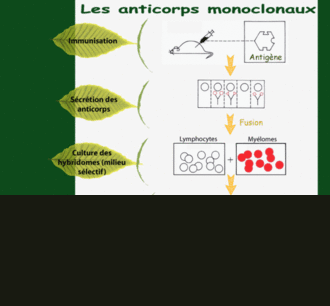 Les anticorps monoclonaux
Immunisation
Antigène
Sécrétion des
anticorps
Fusion
Lymphocytes
Myélomes
Culture des
hybridomes (milieu
sélectif)
+